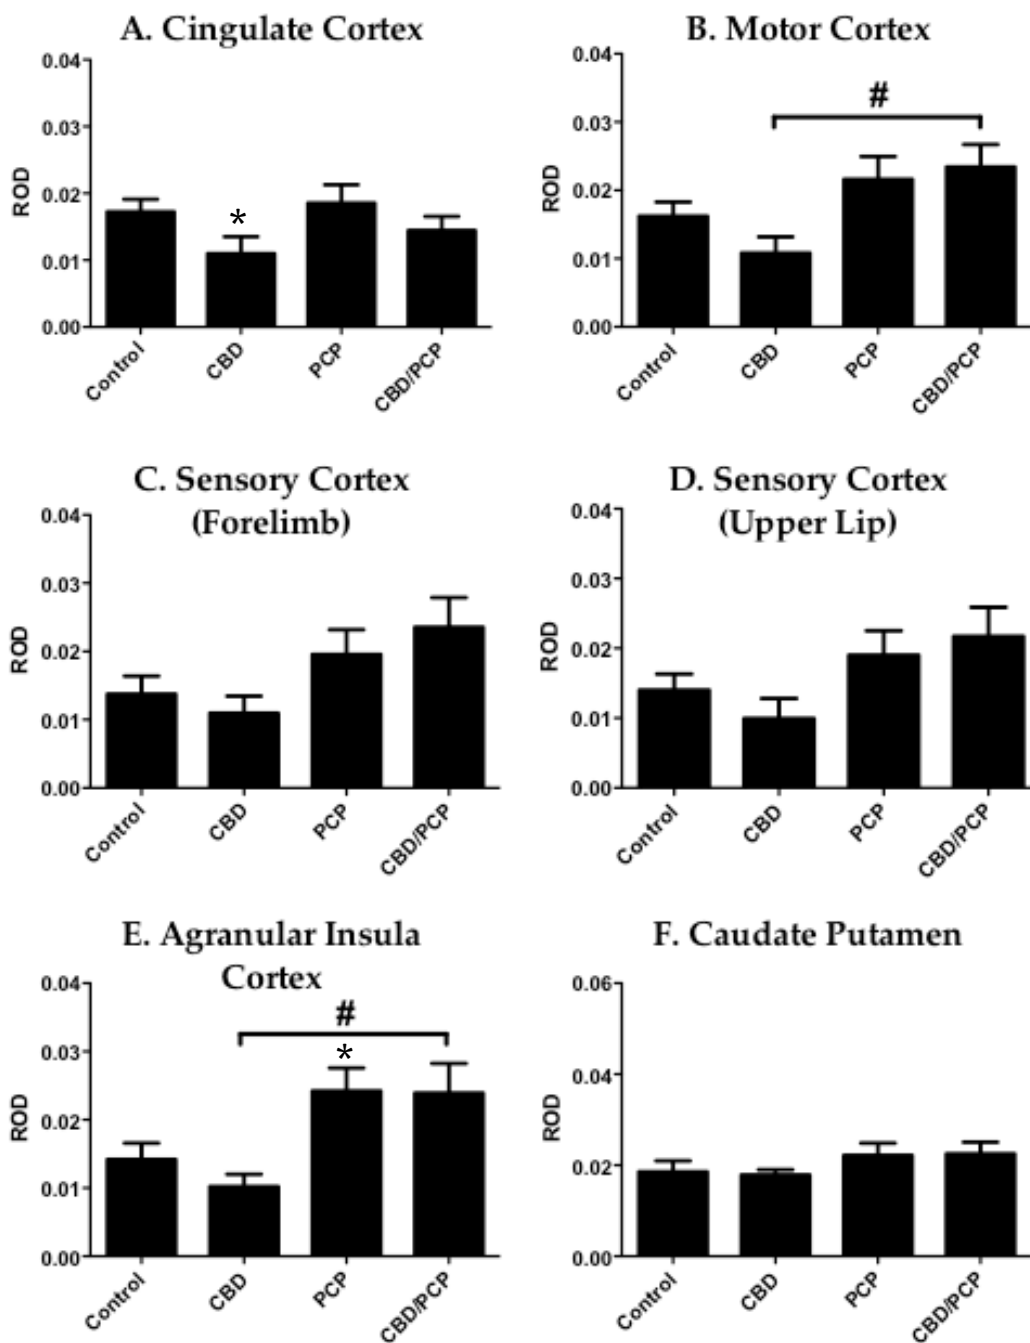 A. Cingulate Cortex
0.04
0.03
0.02
0.01
0.00
ROD
*
Control
CBD
PCP
CBD/PCP
B. Motor Cortex
0.04
0.03
0.02
0.01
0.00
ROD
#
Control
CBD
PCP
CBD/PCP
C. Sensory Cortex
(Forelimb)
0.04
0.03
0.02
0.01
0.00
ROD
Control
CBD
PCP
CBD/PCP
D. Sensory Cortex
(Upper Lip)
0.04
0.03
0.02
0.01
0.00
ROD
Control
CBD
PCP
CBD/PCP
E. Agranular Insula
Cortex
0.04
0.03
0.02
0.01
0.00
ROD
#
*
Control
CBD
PCP
CBD/PCP
F. Caudate Putamen
0.06
0.04
0.02
0.00
ROD
Control
CBD
PCP
CBD/PCP